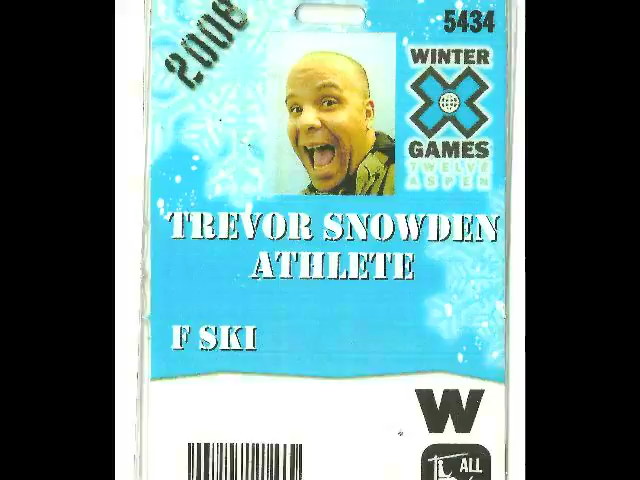 2008
5434
WINTER
X
GAMES
TWELVE
ASPEN
TREVOR SNOWDEN
ATHLETE
F SKI
W
ALL